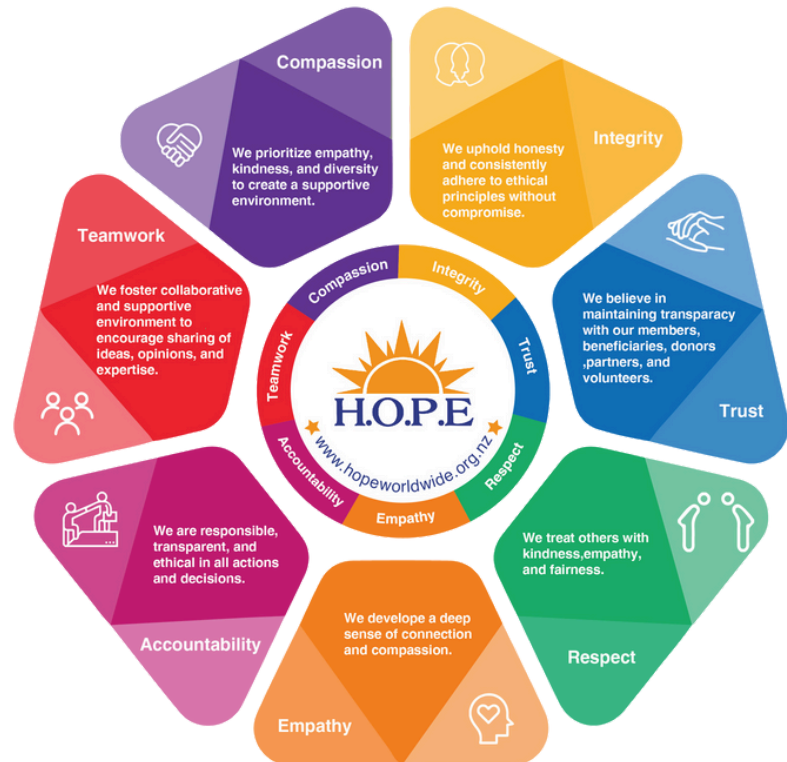 Compassion
We prioritize empathy,
kindness, and diversity
to create a supportive
environment.
Integrity
We uphold honesty
and consistently
adhere to ethical
principles without
compromise.
Teamwork
We foster collaborative
and supportive
environment to
encourage sharing of
ideas, opinions, and
expertise.
We believe in
maintaining transparacy
with our members,
beneficiaries, donors
,partners, and
volunteers.
Trust
Compassion
Integrity
Trust
Respect
Empathy
Accountability
Teamwork
H.O.P.E
www.hopeworldwide.org.nz
We are responsible,
transparent, and
ethical in all actions
and decisions.
Accountability
We treat others with
kindness,empathy,
and fairness.
Respect
We develope a deep
sense of connection
and compassion.
Empathy